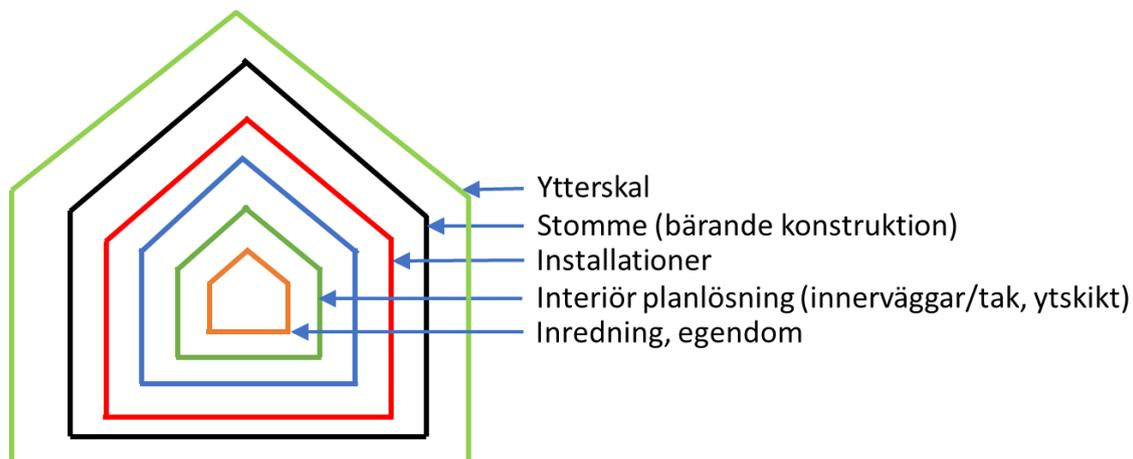 Ytterskal
Stomme (bärande konstruktion)
Installationer
Interiör planlösning (innerväggar/tak, ytskikt)
Inredning, egendom